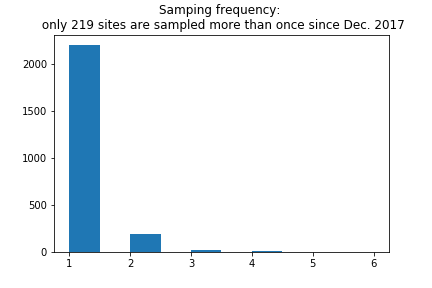 Samping frequency:
only 219 sites are sampled more than once since Dec. 2017
2000
1500
1000
500
0
1 2 3 4 5 6